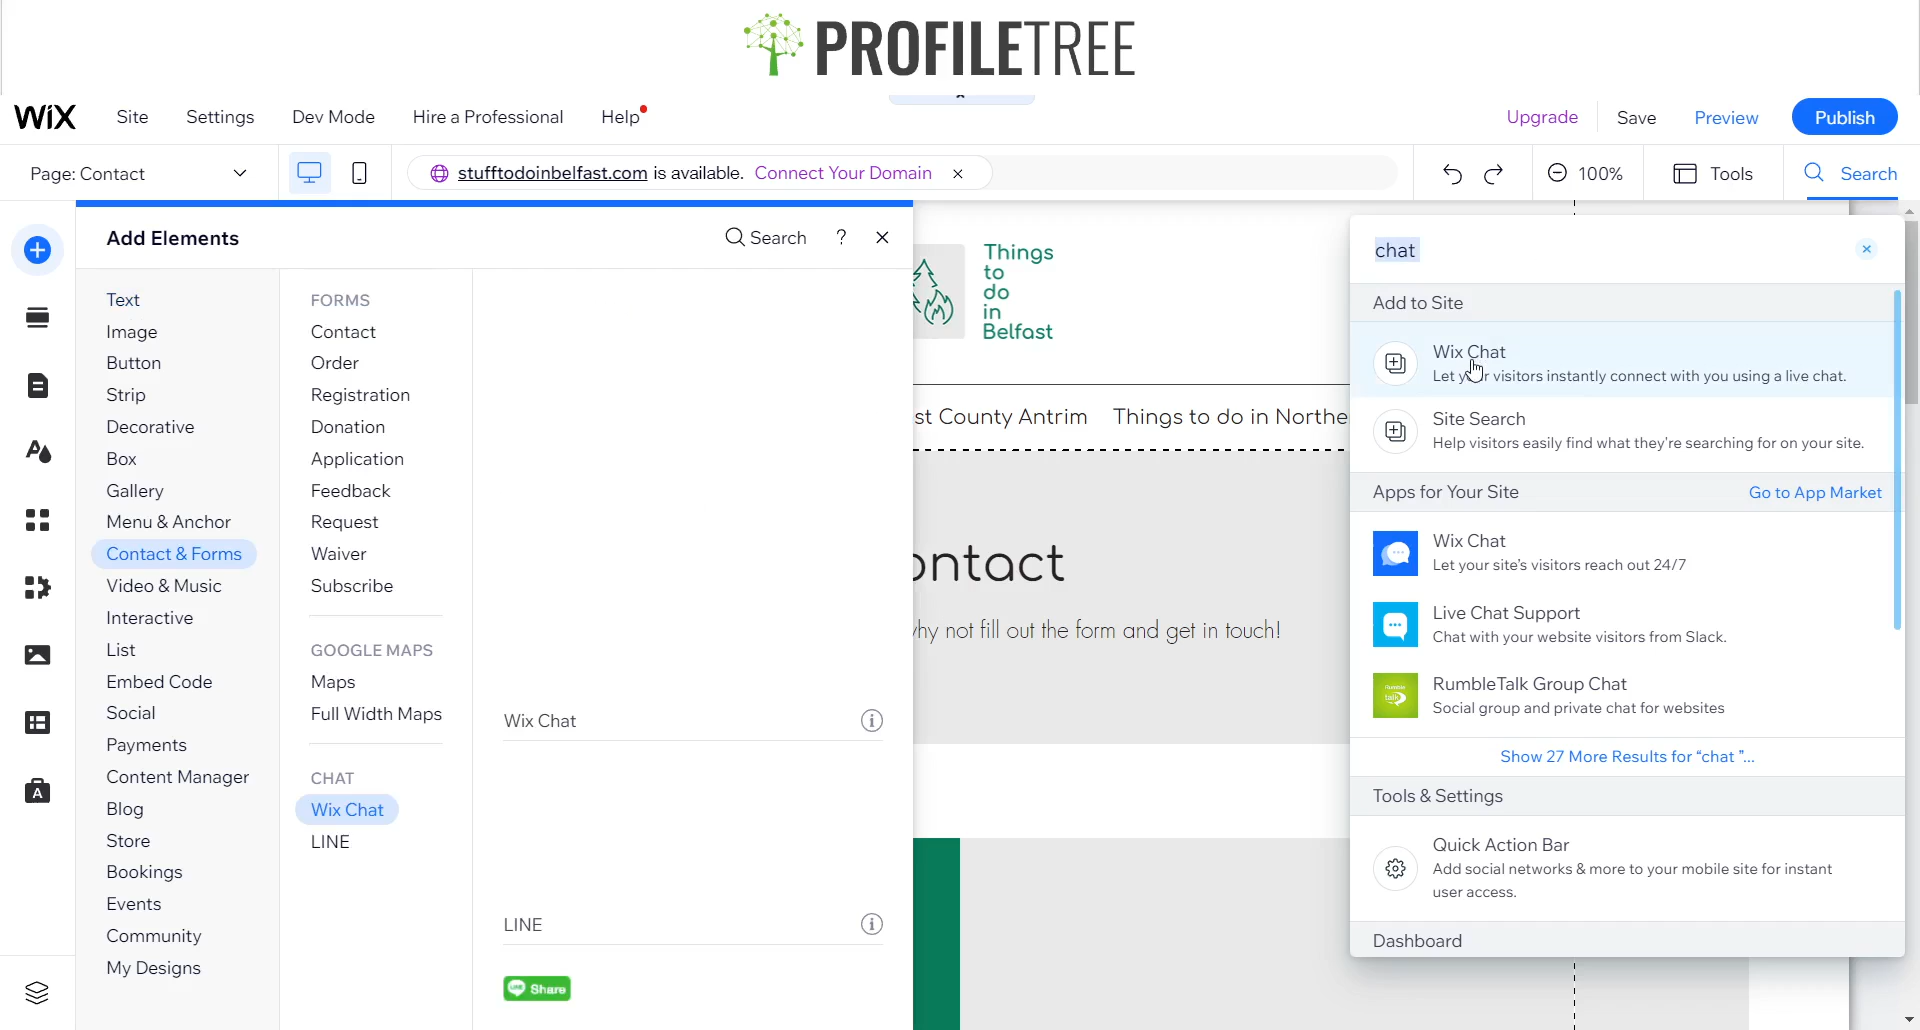 PROFILETREE
WiX
Site
Settings
Dev Mode
Hire a Professional
Help
Upgrade
Save
Preview
Publish
Page: Contact
stufftodoinbelfast.com is available. Connect Your Domain
100%
Tools
Search
Add Elements
Search
?
Text
Image
Button
Strip
Decorative
Box
Gallery
Menu & Anchor
Contact & Forms
Video & Music
Interactive
List
Embed Code
Social
Payments
Content Manager
Blog
Store
Bookings
Events
Community
My Designs
FORMS
Contact
Order
Registration
Donation
Application
Feedback
Request
Waiver
Subscribe
GOOGLE MAPS
Maps
Full Width Maps
CHAT
Wix Chat
LINE
Wix Chat
LINE
Share
Things
to
do
in
Belfast
st County Antrim
Things to do in Northe
ontact
hy not fill out the form and get in touch!
chat
Add to Site
Wix Chat
Let your visitors instantly connect with you using a live chat.
Site Search
Help visitors easily find what they're searching for on your site.
Apps for Your Site
Go to App Market
Wix Chat
Let your site's visitors reach out 24/7
Live Chat Support
Chat with your website visitors from Slack.
Rumble
talk
RumbleTalk Group Chat
Social group and private chat for websites
Show 27 More Results for “chat ”...
Tools & Settings
Quick Action Bar
Add social networks & more to your mobile site for instant
user access.
Dashboard